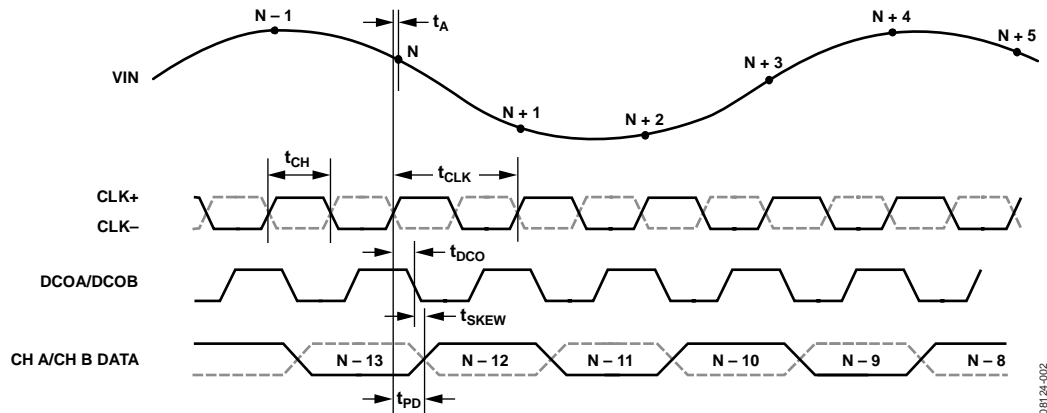 N – 1
t_A
N
N + 4
N + 5
N + 3
VIN
N + 1
N + 2
t_CH
t_CLK
CLK+
CLK–
t_DCO
DCOA/DCOB
t_SKEW
CH A/CH B DATA
N – 13
N – 12
N – 11
N – 10
N – 9
N – 8
t_PD
08124-002